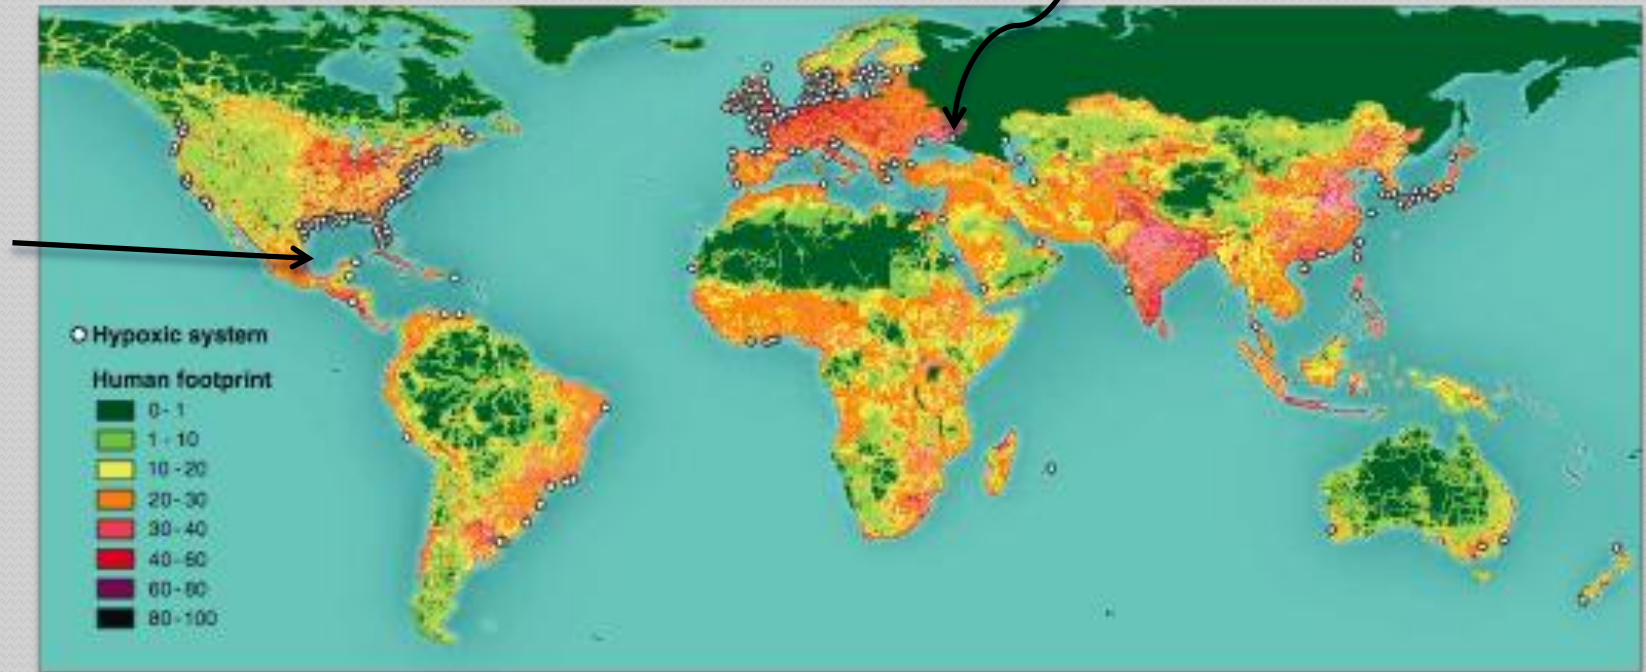 Hypoxic system
Human footprint
0 - 1
1 - 10
10 - 20
20 - 30
30 - 40
40 - 60
60 - 80
80 - 100